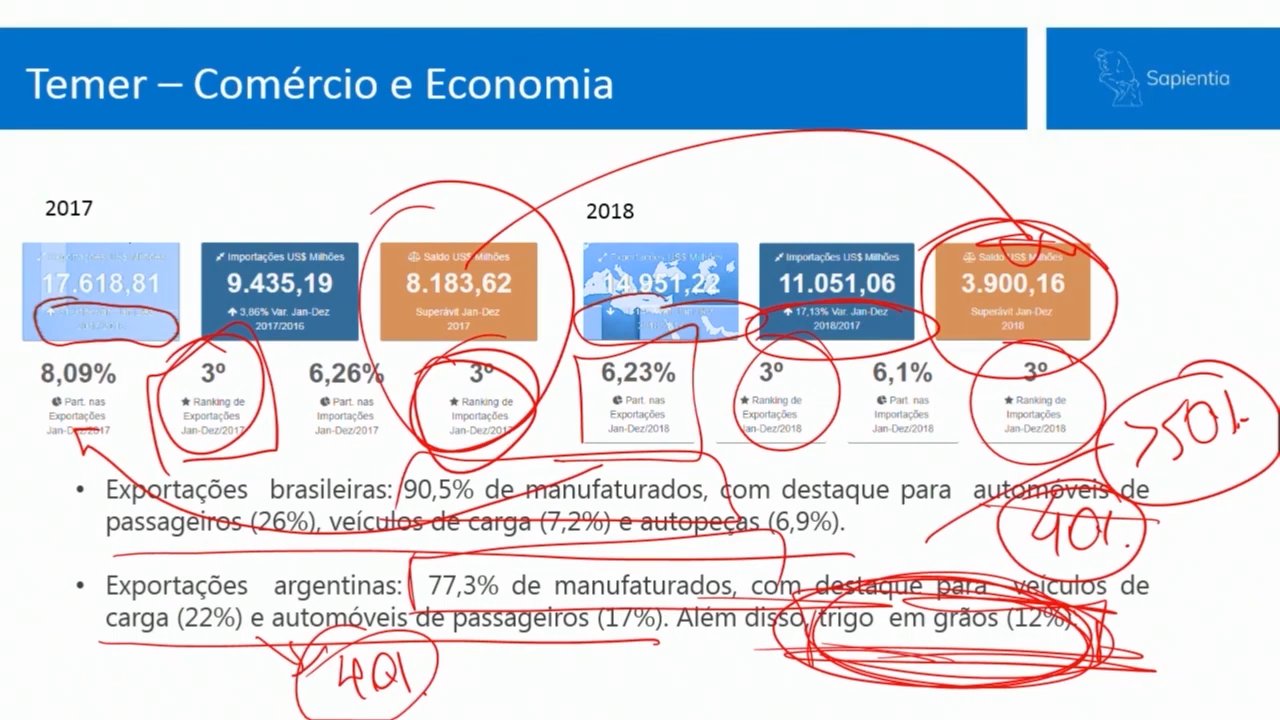 Temer – Comércio e Economia
Sapientia
2017
2018
17.618,81
Importações US$ Milhões
9.435,19
3,86% Var. Jan-Dez
2017/2016
Saldo US$ Milhões
8.183,62
Superávit Jan-Dez
2017
14.951,22
Importações US$ Milhões
11.051,06
17,13% Var. Jan-Dez
2018/2017
Saldo US$ Milhões
3.900,16
Superávit Jan-Dez
2018
8,09%
Part. nas
Exportações
Jan-Dez/2017
3º
Ranking de
Exportações
Jan-Dez/2017
6,26%
Part. nas
Importações
Jan-Dez/2017
3º
Ranking de
Importações
Jan-Dez/2017
6,23%
Part. nas
Exportações
Jan-Dez/2018
3º
Ranking de
Exportações
Jan-Dez/2018
6,1%
Part. nas
Importações
Jan-Dez/2018
3º
Ranking de
Importações
Jan-Dez/2018
>50%
• Exportações brasileiras: 90,5% de manufaturados, com destaque para automóveis de
passageiros (26%), veículos de carga (7,2%) e autopeças (6,9%).
40%
• Exportações argentinas: 77,3% de manufaturados, com destaque para veículos de
carga (22%) e automóveis de passageiros (17%). Além disso, trigo em grãos (12%)
40%